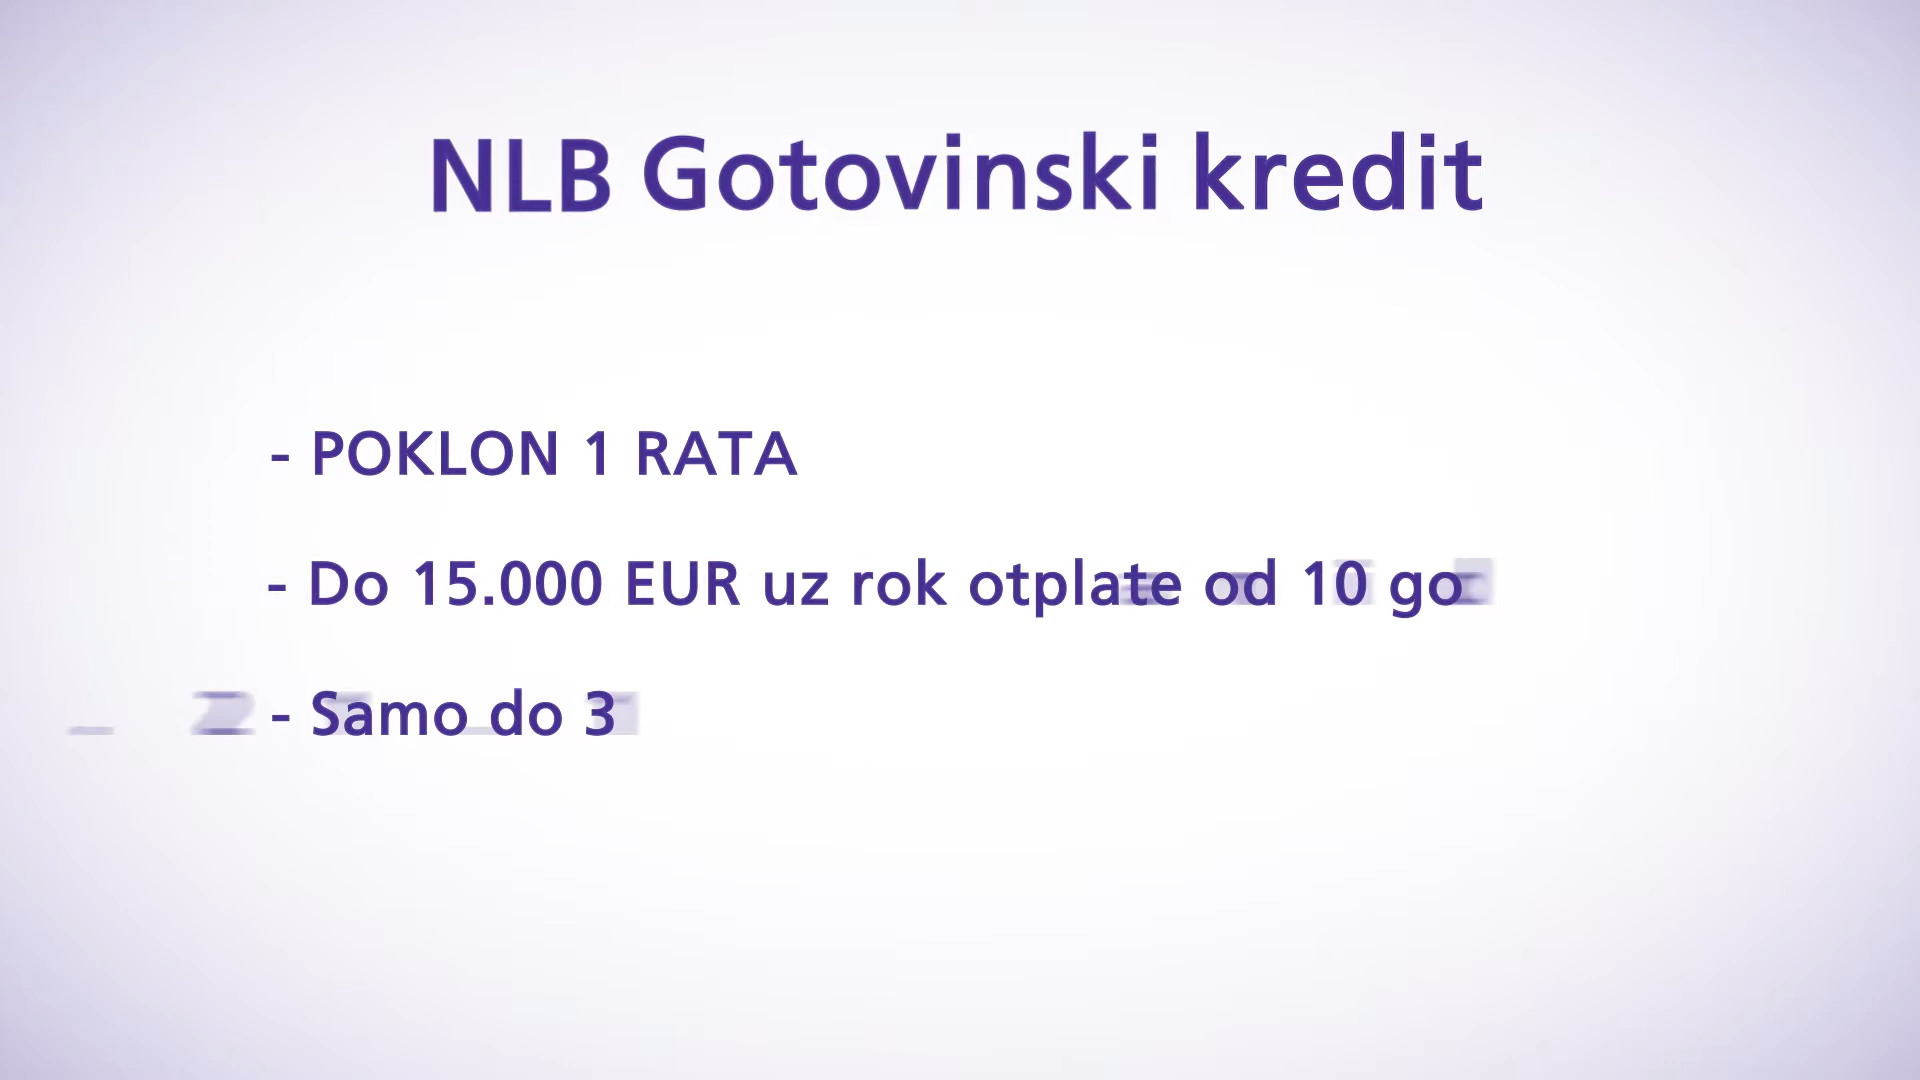 NLB Gotovinski kredit
- POKLON 1 RATA
- Do 15.000 EUR uz rok otplate od 10 go
- Samo do 3